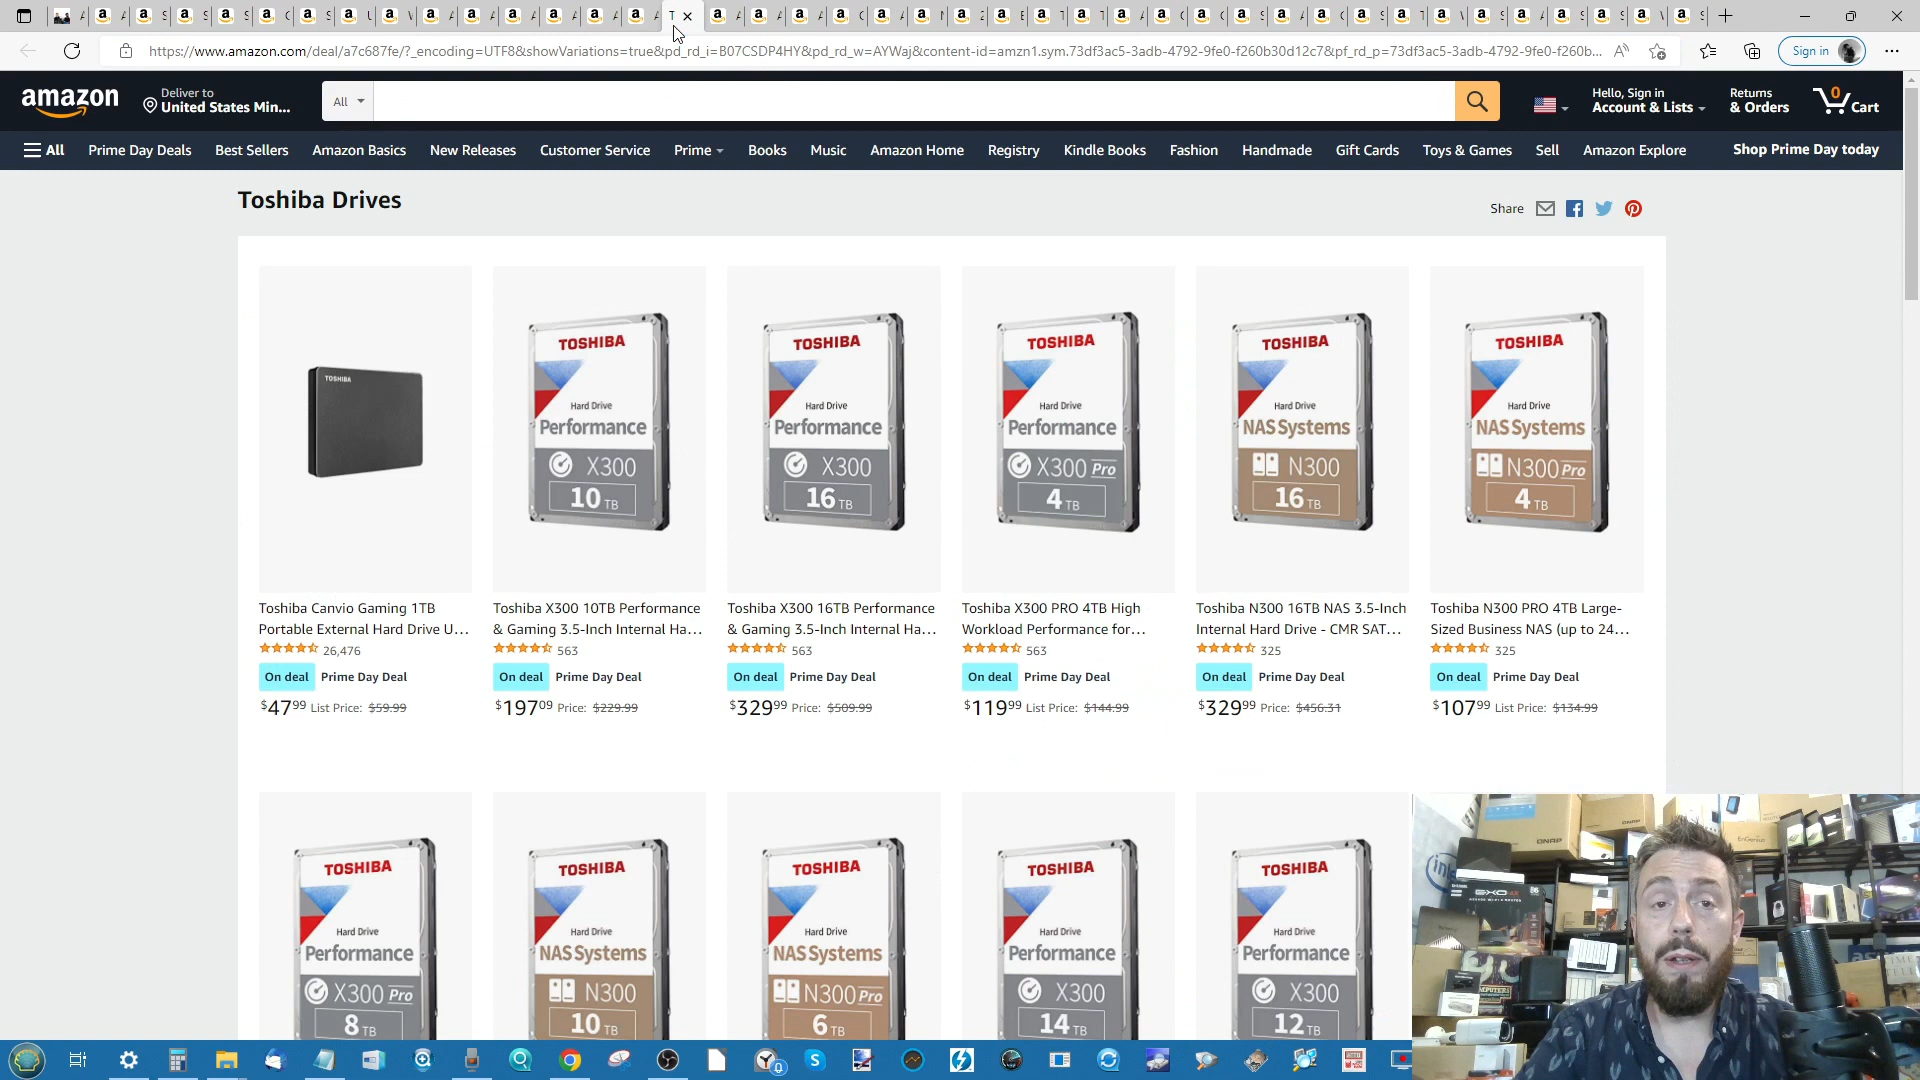 https://www.amazon.com/deal/a7c687fe/?_encoding=UTF8&showVariations=true&pd_rd_i=B07CSDP4HY&pd_rd_w=AYWaj&content-id=amzn1.sym.73df3ac5-3adb-4792-9fe0-f260b30d12c7&pf_rd_p=73df3ac5-3adb-4792-9fe0-f260b...
Sign in
amazon
Deliver to
United States Min...
All
Hello, Sign in
Account & Lists
Returns
& Orders
0
Cart
All
Prime Day Deals
Best Sellers
Amazon Basics
New Releases
Customer Service
Prime
Books
Music
Amazon Home
Registry
Kindle Books
Fashion
Handmade
Gift Cards
Toys & Games
Sell
Amazon Explore
Shop Prime Day today
Toshiba Drives
Share
TOSHIBA
TOSHIBA
Hard Drive
Performance
X300
10 TB
TOSHIBA
Hard Drive
Performance
X300
16 TB
TOSHIBA
Hard Drive
Performance
X300 Pro
4 TB
TOSHIBA
Hard Drive
NAS Systems
N300
16 TB
TOSHIBA
Hard Drive
NAS Systems
N300 Pro
4 TB
Toshiba Canvio Gaming 1TB
Portable External Hard Drive U...
26,476
On deal Prime Day Deal
$47⁹⁹ List Price: $59.99
Toshiba X300 10TB Performance
& Gaming 3.5-Inch Internal Ha...
563
On deal Prime Day Deal
$197⁰⁹ Price: $229.99
Toshiba X300 16TB Performance
& Gaming 3.5-Inch Internal Ha...
563
On deal Prime Day Deal
$329⁹⁹ Price: $509.99
Toshiba X300 PRO 4TB High
Workload Performance for...
563
On deal Prime Day Deal
$119⁹⁹ List Price: $144.99
Toshiba N300 16TB NAS 3.5-Inch
Internal Hard Drive - CMR SAT...
325
On deal Prime Day Deal
$329⁹⁹ Price: $456.31
Toshiba N300 PRO 4TB Large-
Sized Business NAS (up to 24...
325
On deal Prime Day Deal
$107⁹⁹ List Price: $134.99
TOSHIBA
Hard Drive
Performance
X300 Pro
8 TB
TOSHIBA
Hard Drive
NAS Systems
N300
10 TB
TOSHIBA
Hard Drive
NAS Systems
N300 Pro
6 TB
TOSHIBA
Hard Drive
Performance
X300
14 TB
TOSHIBA
Hard Drive
Performance
X300
12 TB
intel
QNAP